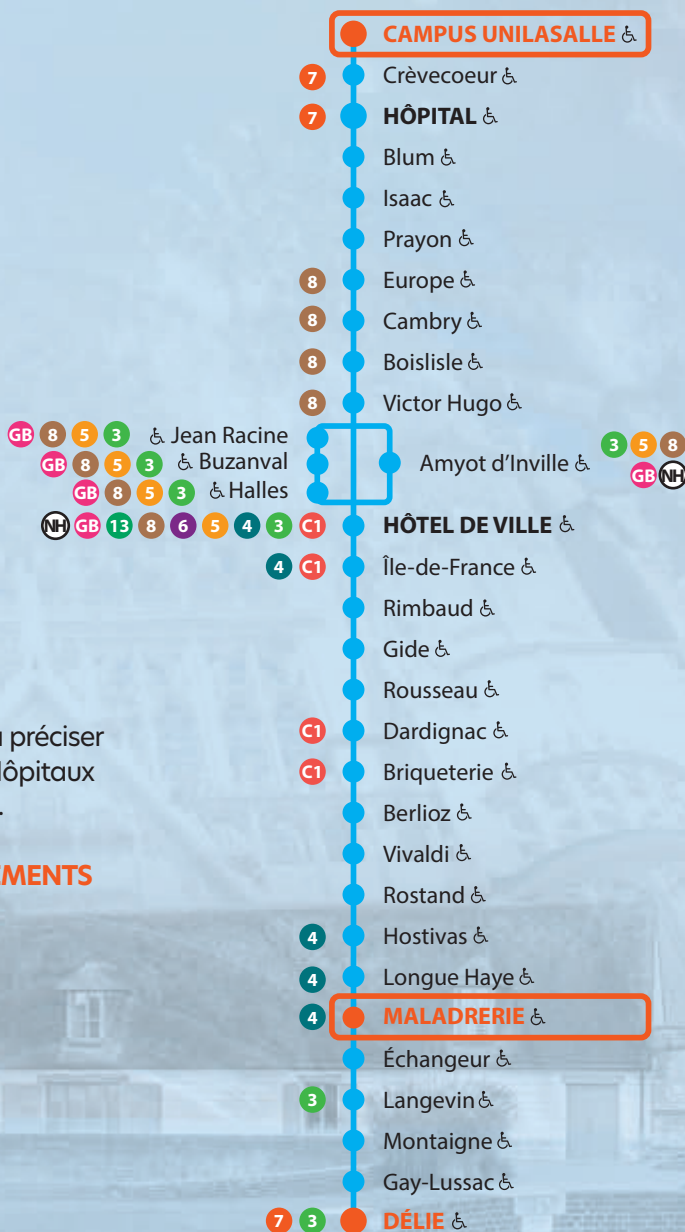 CAMPUS UNILASALLE
7 Crèvecoeur
7 HÔPITAL
Blum
Isaac
Prayon
8 Europe
8 Cambry
8 Boislisle
8 Victor Hugo
GB 8 5 3 Jean Racine
GB 8 5 3 Buzanval
GB 8 5 3 Halles
Amyot d'Inville 3 5 8
GB NH
NH GB 13 8 6 5 4 3 C1 HÔTEL DE VILLE
4 C1 Île-de-France
Rimbaud
Gide
Rousseau
C1 Dardignac
C1 Briqueterie
Berlioz
Vivaldi
Rostand
4 Hostivas
4 Longue Haye
4 MALADRERIE
Échangeur
3 Langevin
Montaigne
Gay-Lussac
7 3 DÉLIE
préciser
ôpitaux
.
EMENTS